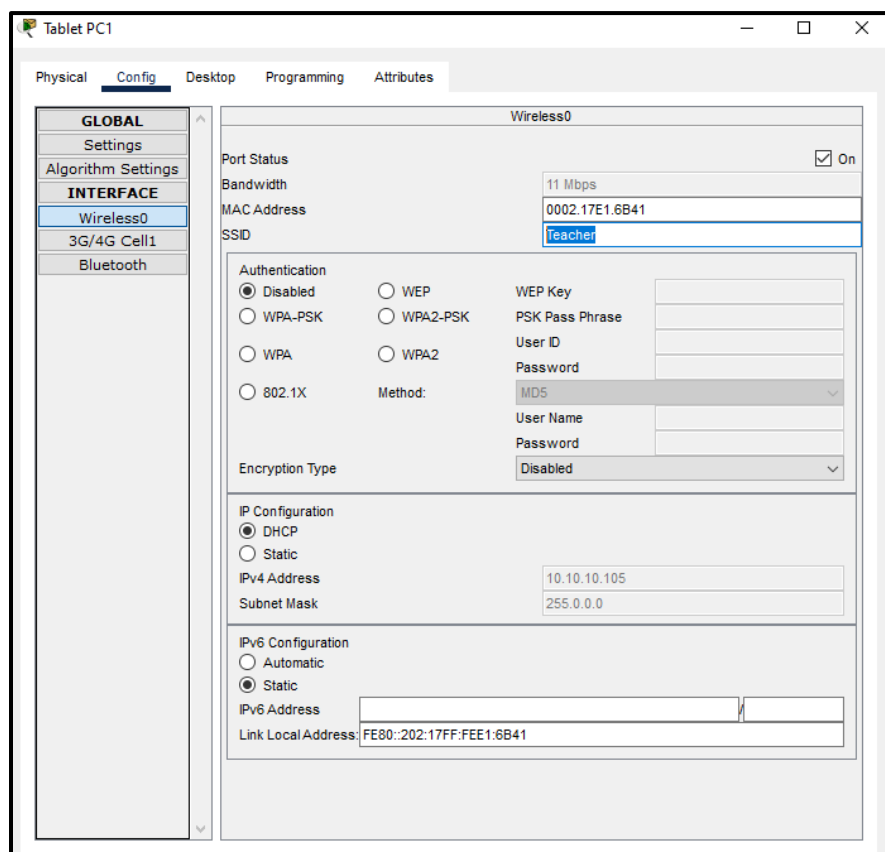 Tablet PC1
Physical Config Desktop Programming Attributes
GLOBAL
Settings
Algorithm Settings
INTERFACE
Wireless0
3G/4G Cell1
Bluetooth
Wireless0
Port Status On
Bandwidth 11 Mbps
MAC Address 0002.17E1.6B41
SSID Teacher
Authentication
Disabled WEP WEP Key
WPA-PSK WPA2-PSK PSK Pass Phrase
User ID
WPA WPA2
Password
802.1X Method: MD5
User Name
Password
Encryption Type Disabled
IP Configuration
DHCP
Static
IPv4 Address 10.10.10.105
Subnet Mask 255.0.0.0
IPv6 Configuration
Automatic
Static
IPv6 Address /
Link Local Address: FE80::202:17FF:FEE1:6B41